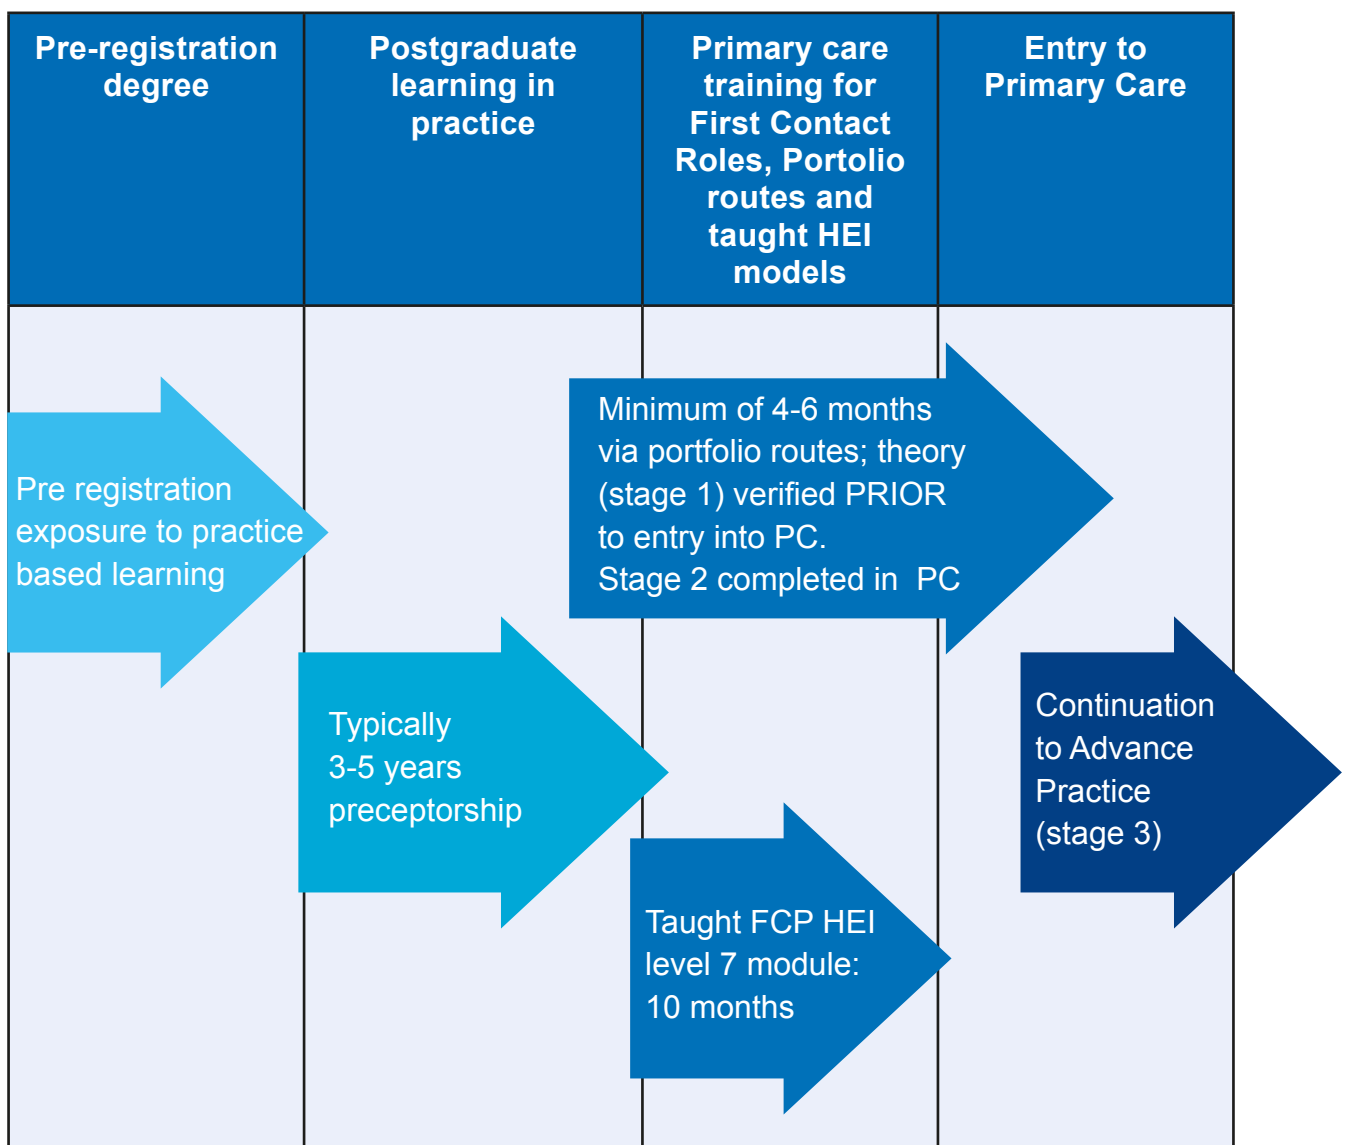 Pre-registration
degree
Postgraduate
learning in
practice
Primary care
training for
First Contact
Roles, Portolio
routes and
taught HEI
models
Entry to
Primary Care
Pre registration
exposure to practice
based learning
Typically
3-5 years
preceptorship
Minimum of 4-6 months
via portfolio routes; theory
(stage 1) verified PRIOR
to entry into PC.
Stage 2 completed in  PC
Taught FCP HEI
level 7 module:
10 months
Continuation
to Advance
Practice
(stage 3)